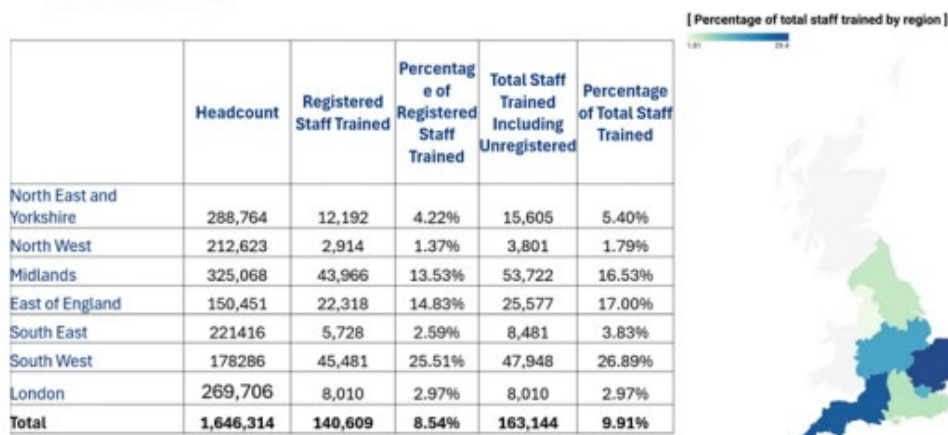 [ Percentage of total staff trained by region ]
Headcount Registered Staff Trained Percentag e of Registered Staff Trained Total Staff Trained Including Unregistered Percentage of Total Staff Trained
North East and Yorkshire 288,764 12,192 4.22% 15,605 5.40%
North West 212,623 2,914 1.37% 3,801 1.79%
Midlands 325,068 43,966 13.53% 53,722 16.53%
East of England 150,451 22,318 14.83% 25,577 17.00%
South East 221416 5,728 2.59% 8,481 3.83%
South West 178286 45,481 25.51% 47,948 26.89%
London 269,706 8,010 2.97% 8,010 2.97%
Total 1,646,314 140,609 8.54% 163,144 9.91%